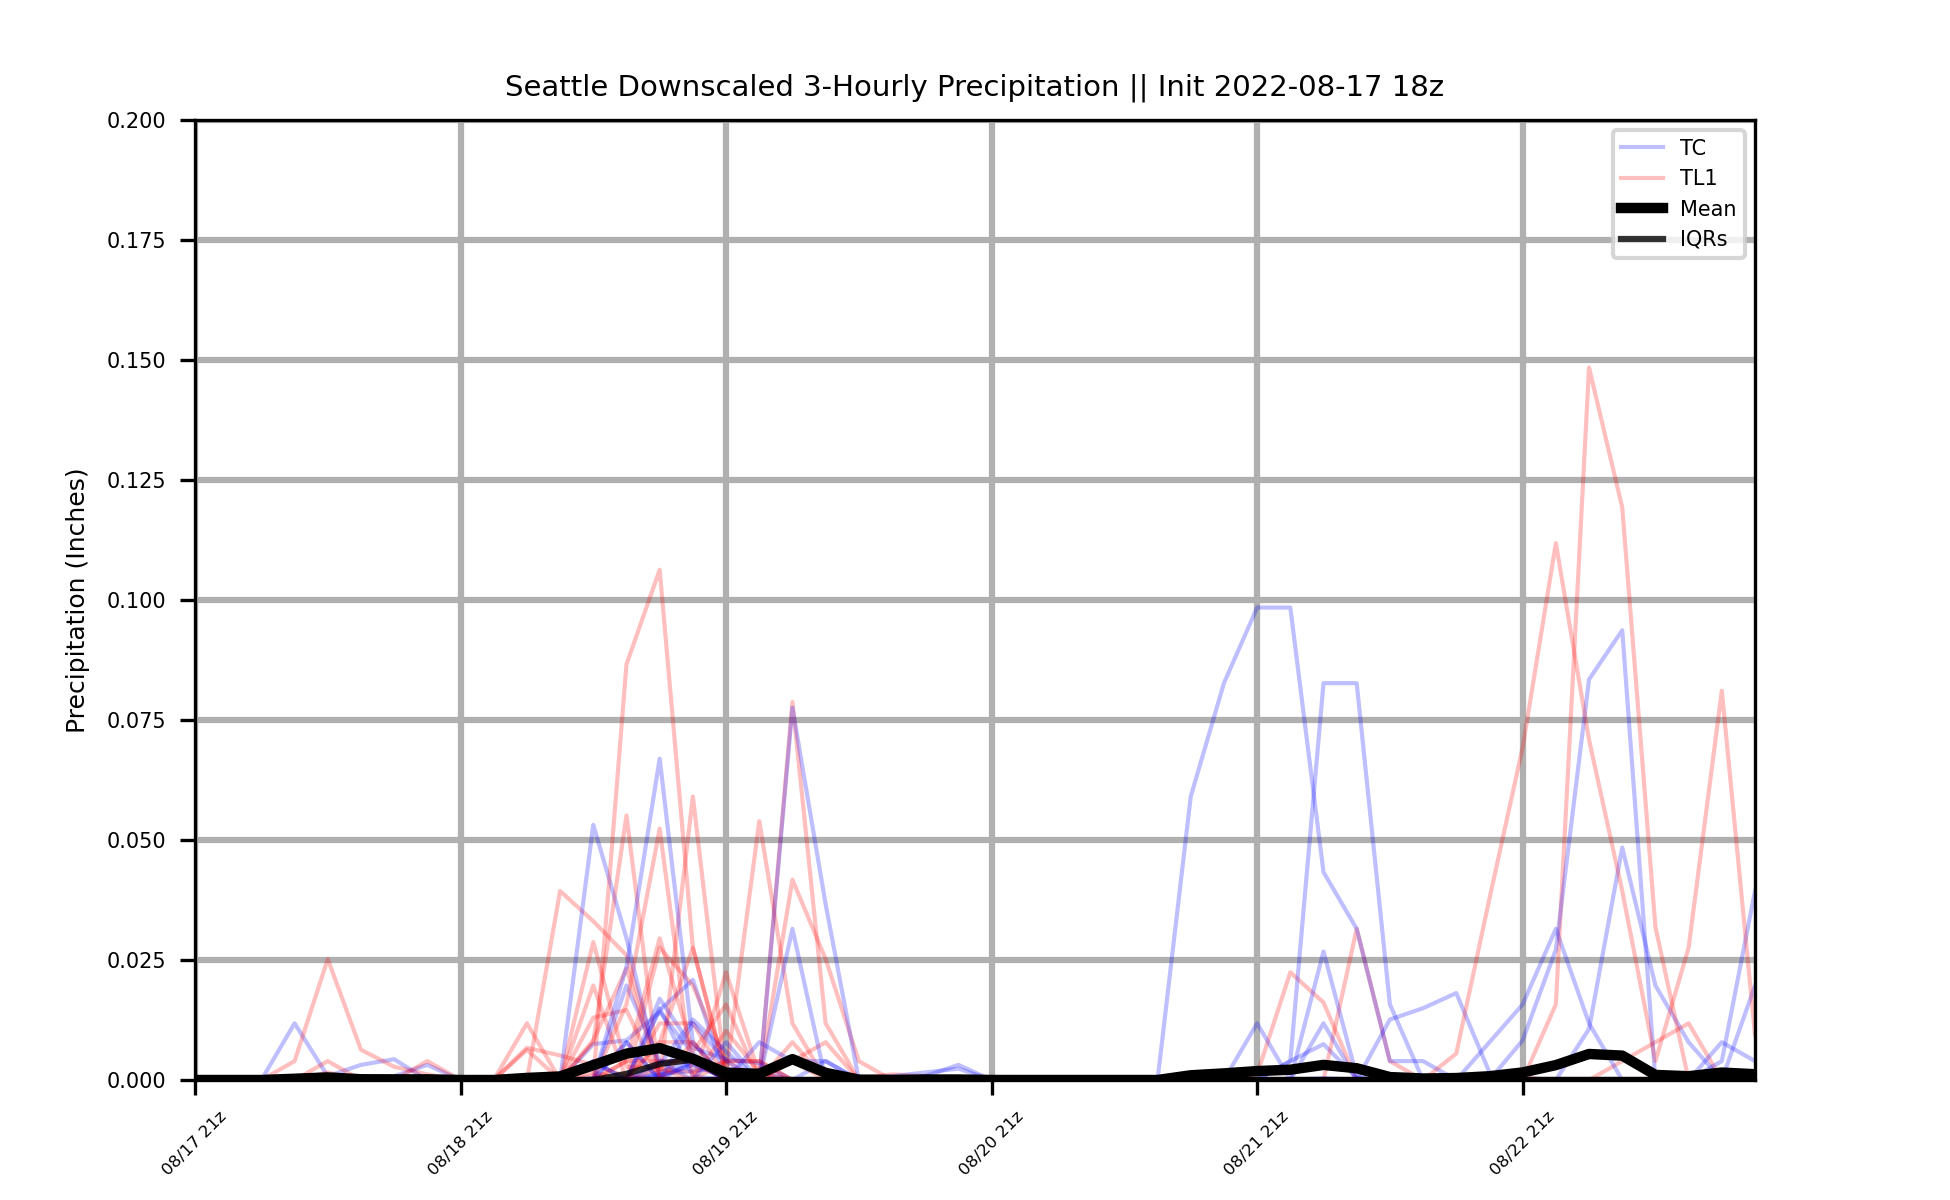 Seattle Downscaled 3-Hourly Precipitation || Init 2022-08-17 18z
TC
TL1
Mean
IQRs
Precipitation (Inches)
0.200
0.175
0.150
0.125
0.100
0.075
0.050
0.025
0.000
08/17 21z
08/18 21z
08/19 21z
08/20 21z
08/21 21z
08/22 21z